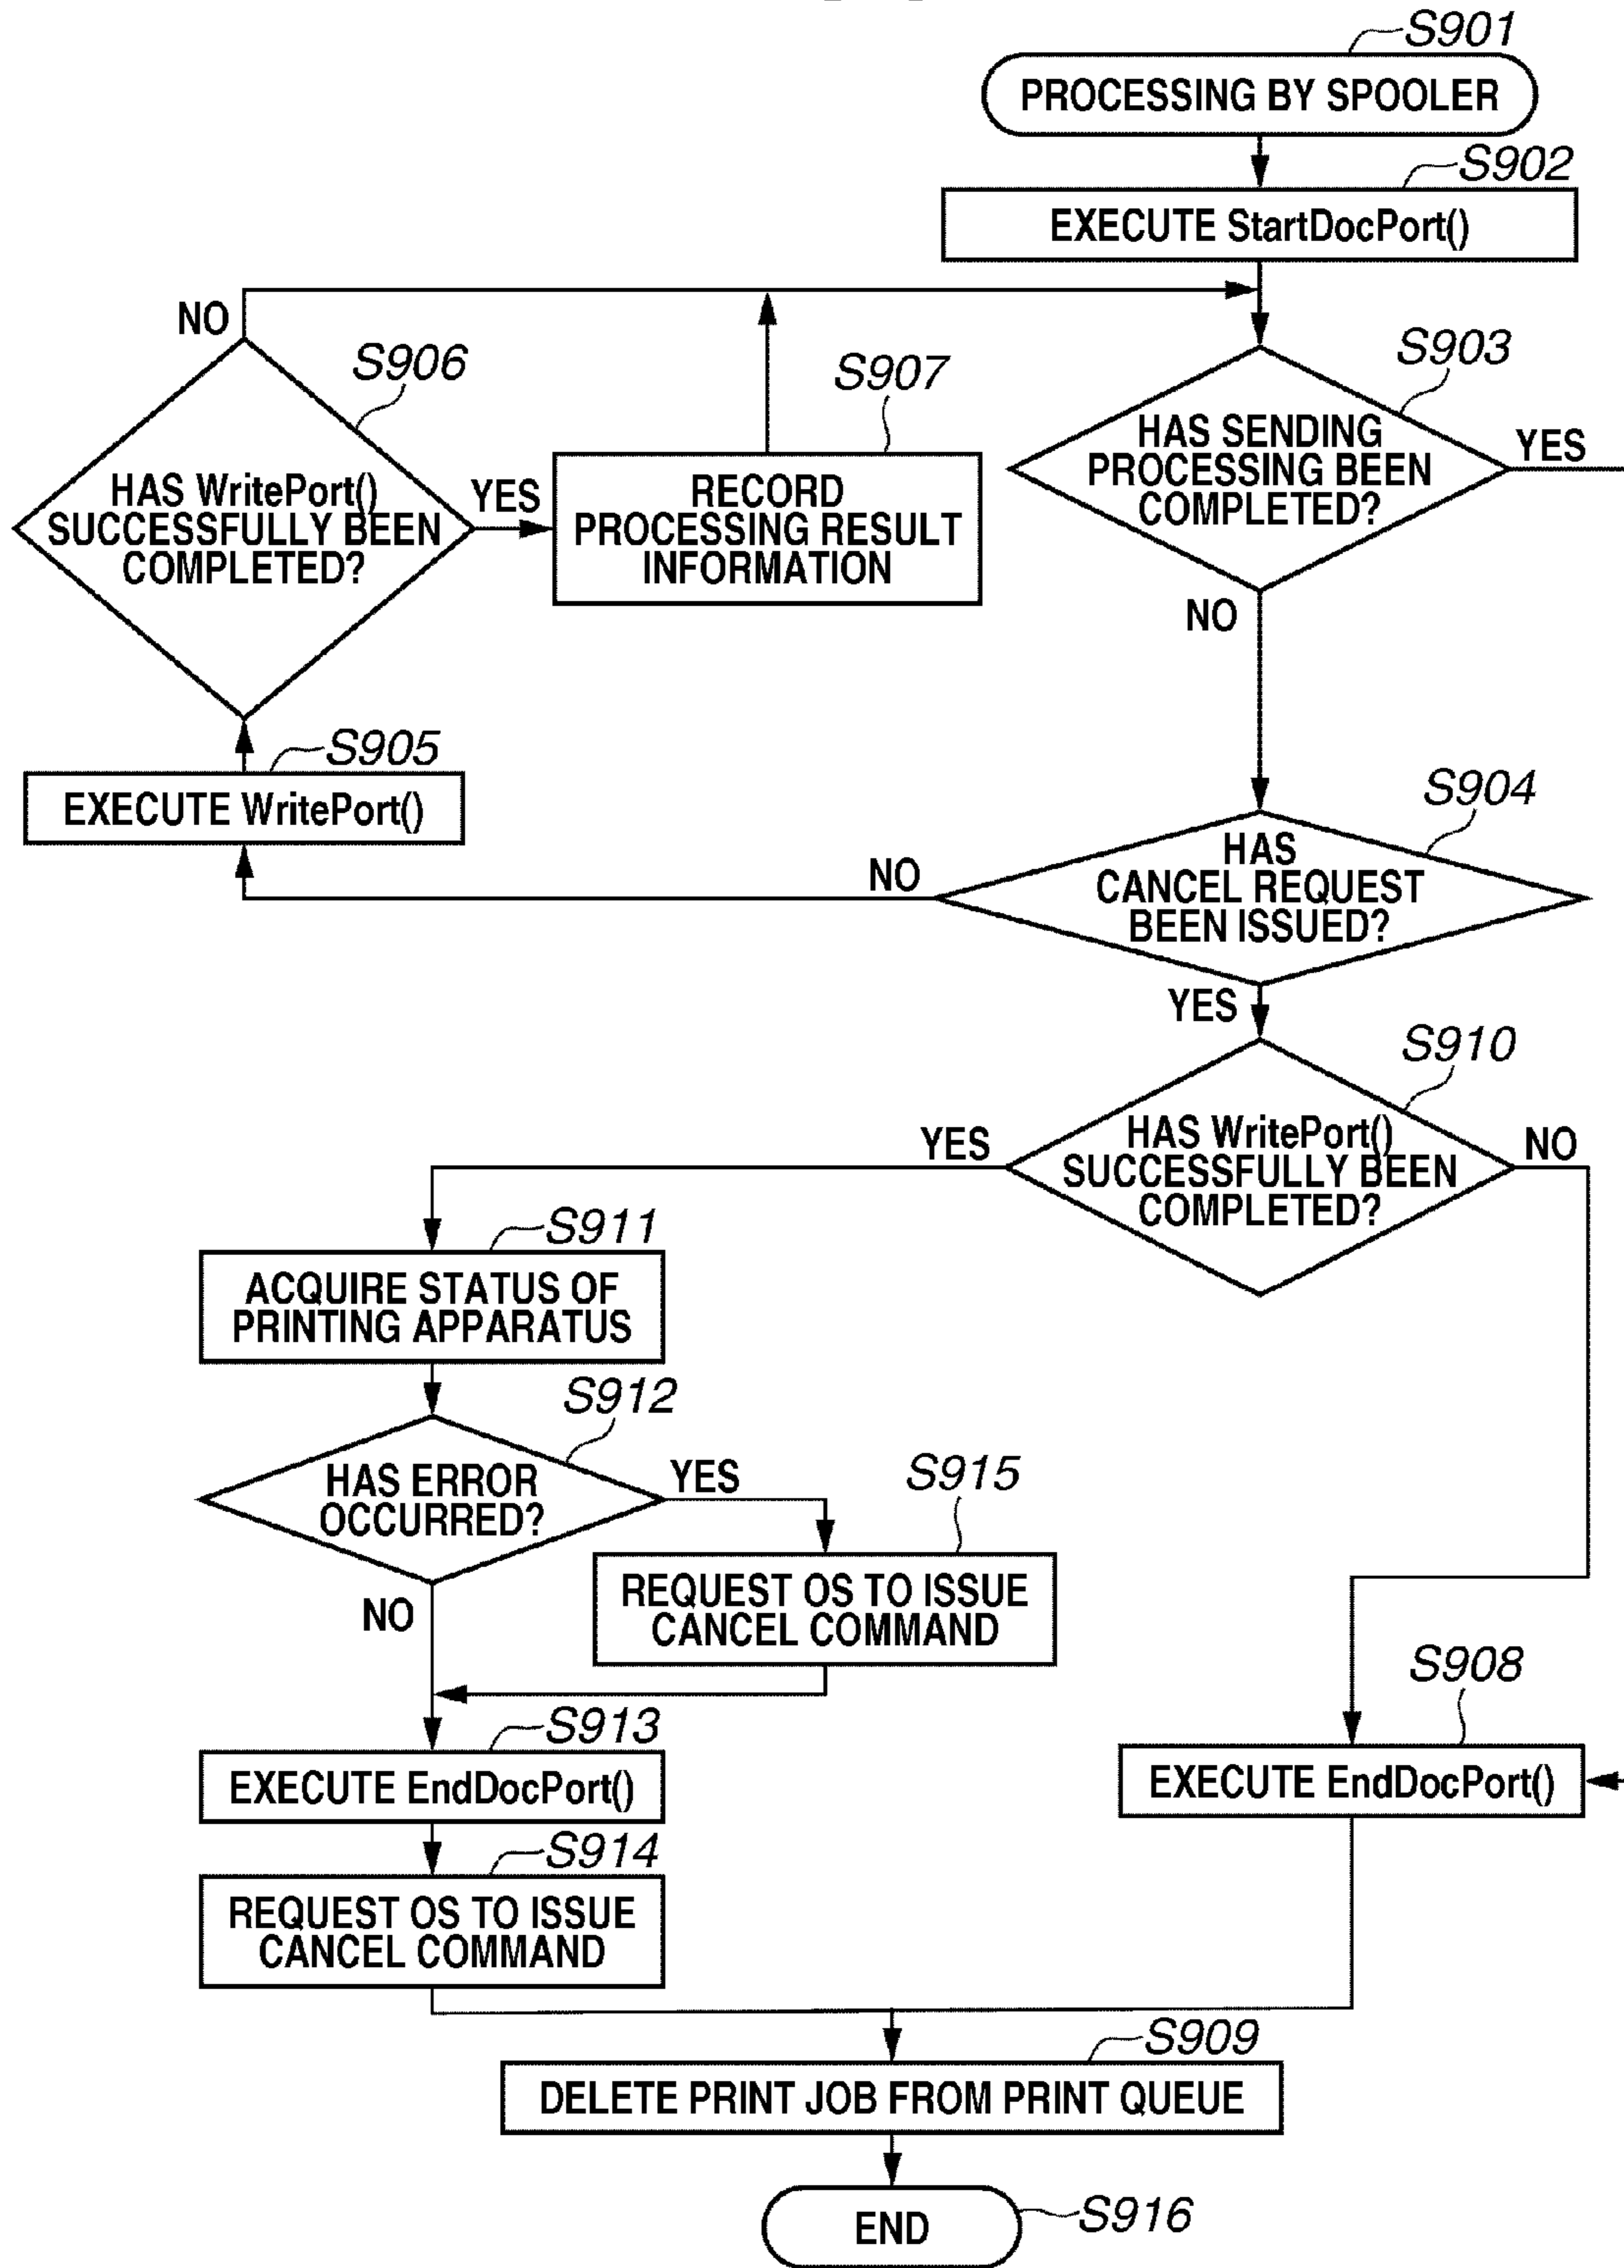 S901
PROCESSING BY SPOOLER
S902
EXECUTE StartDocPort()
NO
S906
HAS WritePort()
SUCCESSFULLY BEEN
COMPLETED?
YES
S907
RECORD
PROCESSING RESULT
INFORMATION
S903
HAS SENDING
PROCESSING BEEN
COMPLETED?
YES
NO
S905
EXECUTE WritePort()
S904
HAS
CANCEL REQUEST
BEEN ISSUED?
NO
YES
S910
HAS WritePort()
SUCCESSFULLY BEEN
COMPLETED?
YES
NO
S911
ACQUIRE STATUS OF
PRINTING APPARATUS
S912
HAS ERROR
OCCURRED?
YES
NO
S915
REQUEST OS TO ISSUE
CANCEL COMMAND
S913
EXECUTE EndDocPort()
S908
EXECUTE EndDocPort()
S914
REQUEST OS TO ISSUE
CANCEL COMMAND
S909
DELETE PRINT JOB FROM PRINT QUEUE
END
S916